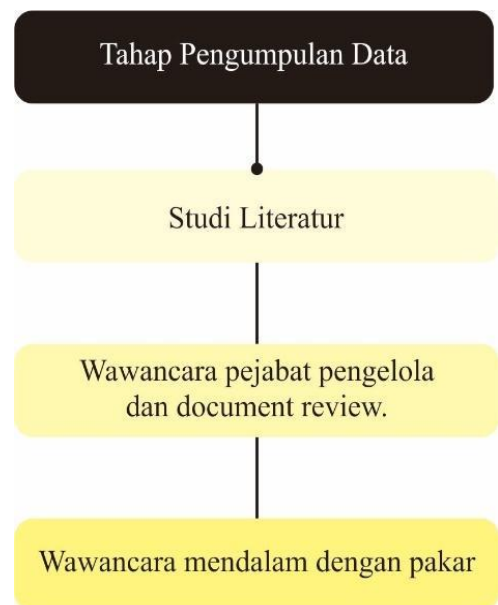 Tahap Pengumpulan Data
Studi Literatur
Wawancara pejabat pengelola
dan document review.
Wawancara mendalam dengan pakar